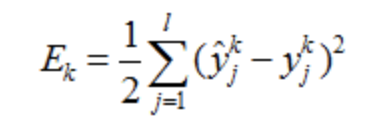 E_k = \frac{1}{2} \sum_{j=1}^{l} (\hat{y}_j^k - y_j^k)^2